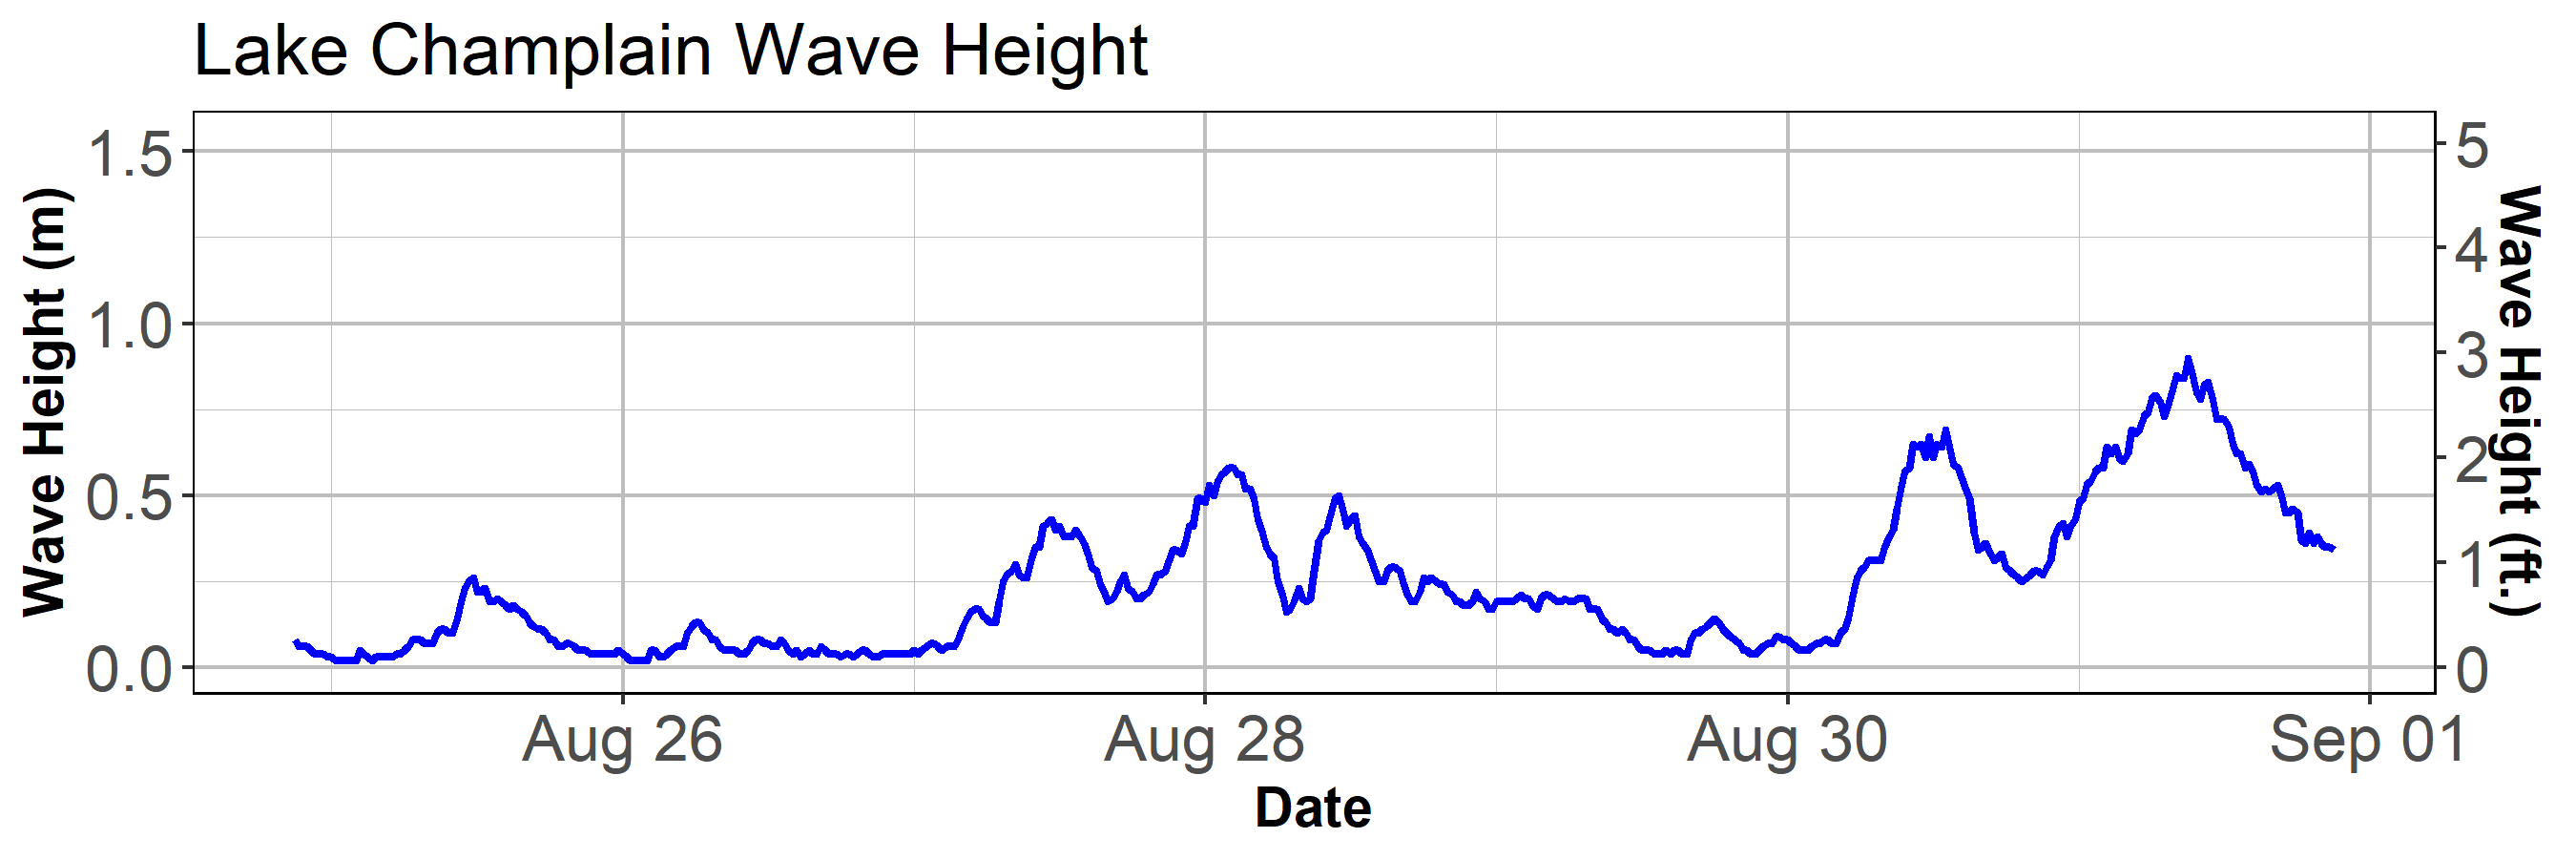 Lake Champlain Wave Height
Wave Height (m)
1.5
1.0
0.5
0.0
5
4
3
2
1
0
Wave Height (ft.)
Aug 26
Aug 28
Aug 30
Sep 01
Date